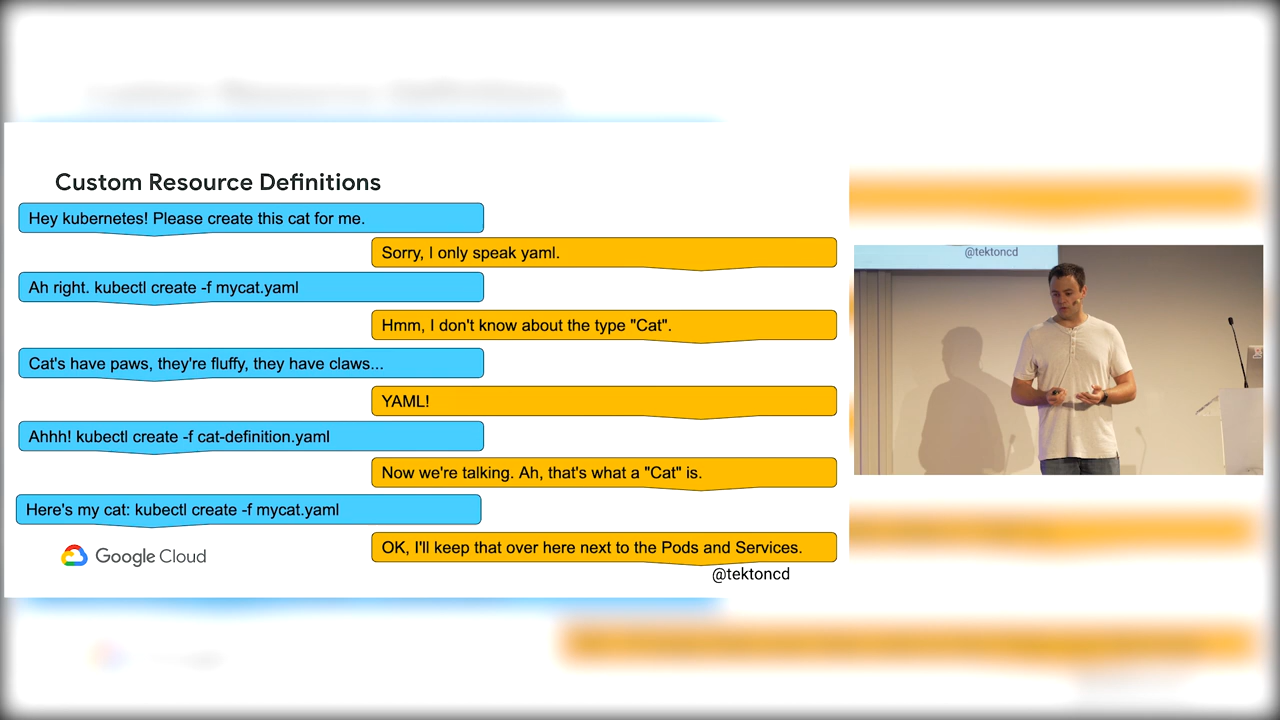 Custom Resource Definitions
Hey kubernetes! Please create this cat for me.
Sorry, I only speak yaml.
Ah right. kubectl create -f mycat.yaml
Hmm, I don't know about the type "Cat".
Cat's have paws, they're fluffy, they have claws...
YAML!
Ahhh! kubectl create -f cat-definition.yaml
Now we're talking. Ah, that's what a "Cat" is.
Here's my cat: kubectl create -f mycat.yaml
OK, I'll keep that over here next to the Pods and Services.
Google Cloud
@tektoncd
@tektoncd